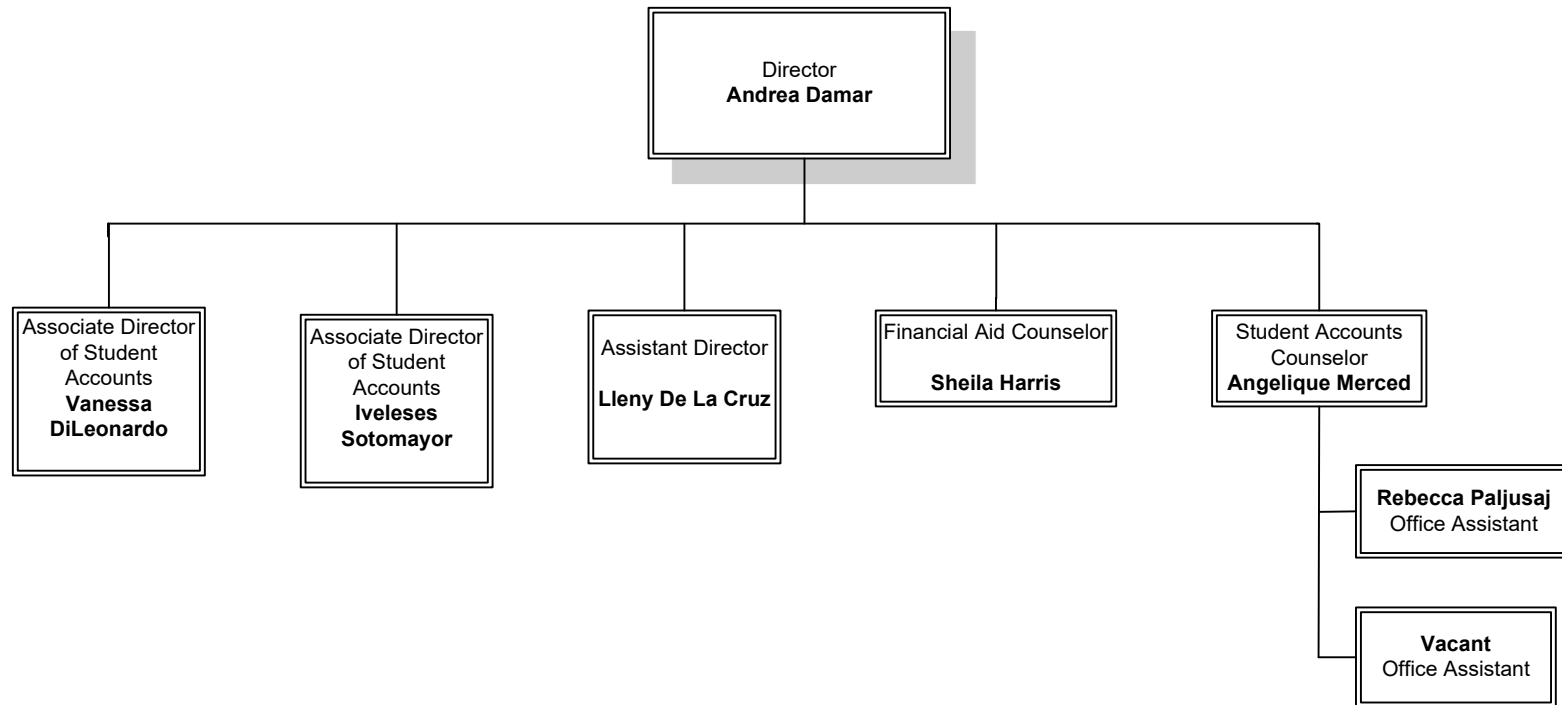 Director
Andrea Damar
Associate Director
of Student
Accounts
Vanessa
DiLeonardo
Associate Director
of Student
Accounts
Iveleses
Sotomayor
Assistant Director
Lleny De La Cruz
Financial Aid Counselor
Sheila Harris
Student Accounts
Counselor
Angelique Merced
Rebecca Paljusaj
Office Assistant
Vacant
Office Assistant